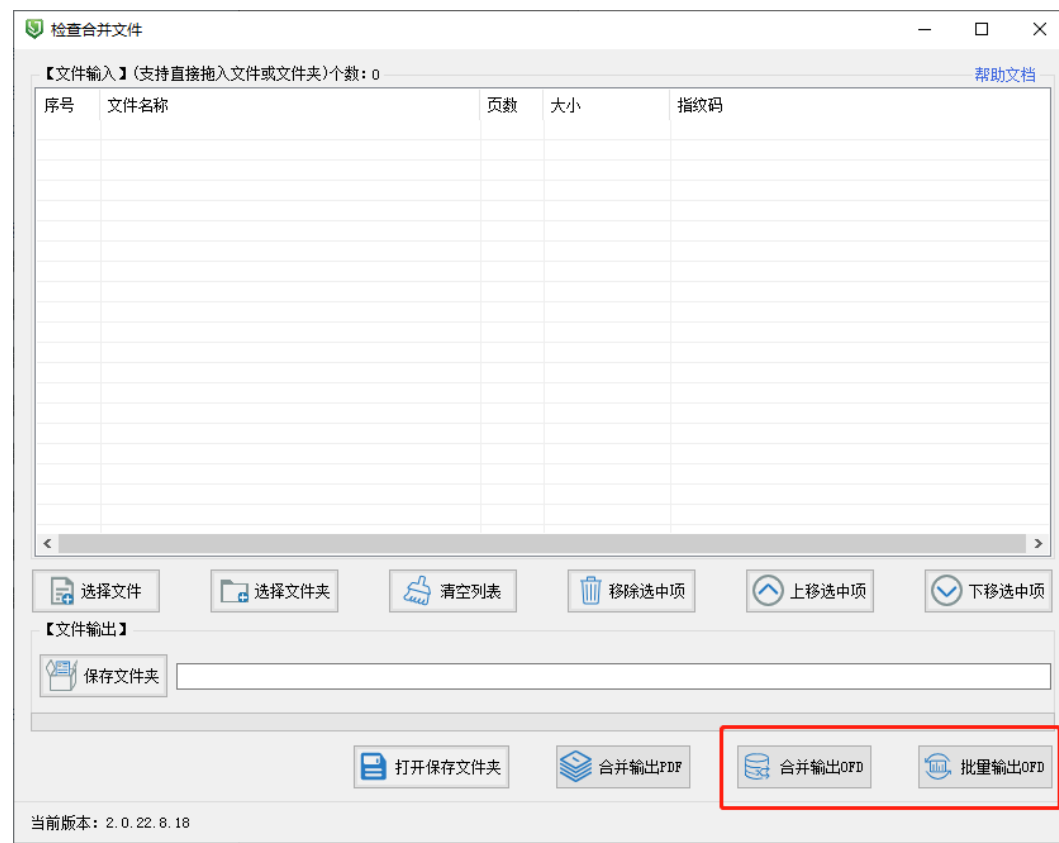 检查合并文件
【文件输入】(支持直接拖入文件或文件夹)个数: 0 帮助文档
序号 文件名称 页数 大小 指纹码
选择文件 选择文件夹 清空列表 移除选中项 上移选中项 下移选中项
【文件输出】
保存文件夹
打开保存文件夹 合并输出PDF 合并输出OFD 批量输出OFD
当前版本: 2.0.22.8.18